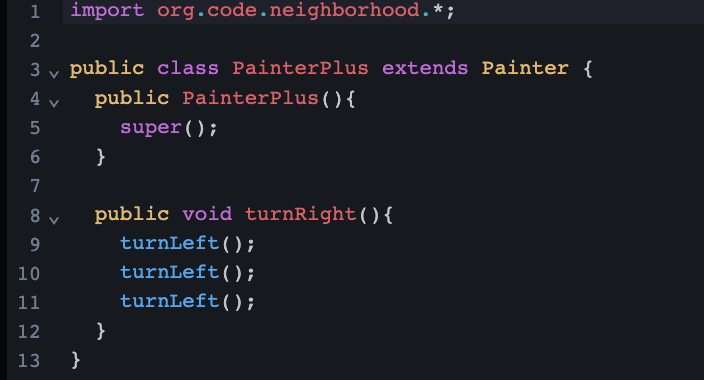 1 import org.code.neighborhood.*;
2
3 public class PainterPlus extends Painter {
4   public PainterPlus(){
5     super();
6   }
7
8   public void turnRight(){
9     turnLeft();
10     turnLeft();
11     turnLeft();
12   }
13 }